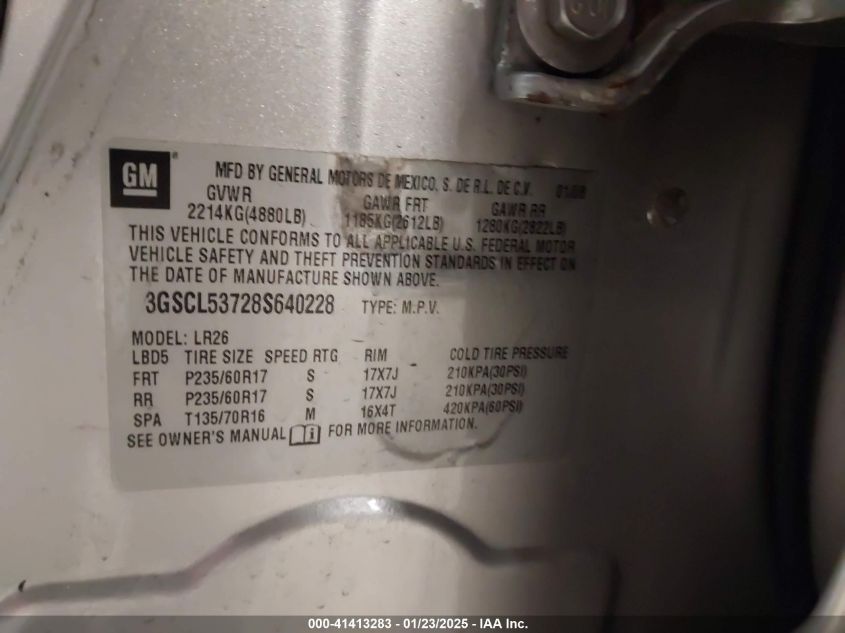 GM
MFD BY GENERAL MOTORS DE MEXICO, S. DE R.L. DE C.V. 01/08
GVWR GAWR FRT GAWR RR
2214KG(4880LB) 1185KG(2612LB) 1280KG(2822LB)
THIS VEHICLE CONFORMS TO ALL APPLICABLE U.S. FEDERAL MOTOR
VEHICLE SAFETY AND THEFT PREVENTION STANDARDS IN EFFECT ON
THE DATE OF MANUFACTURE SHOWN ABOVE.
3GSCL53728S640228 TYPE: M.P.V.
MODEL: LR26
LBD5 TIRE SIZE SPEED RTG RIM COLD TIRE PRESSURE
FRT P235/60R17 S 17X7J 210KPA(30PSI)
RR P235/60R17 S 17X7J 210KPA(30PSI)
SPA T135/70R16 M 16X4T 420KPA(60PSI)
SEE OWNER'S MANUAL FOR MORE INFORMATION.
000-41413283 - 01/23/2025 - IAA Inc.